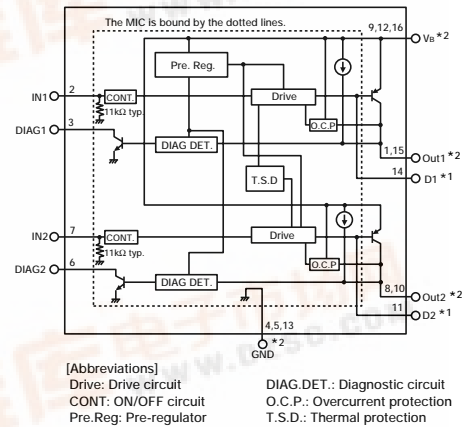 The MIC is bound by the dotted lines.
9,12,16
VB *2
Pre. Reg.
2
IN1
CONT.
Drive
11kΩ typ.
O.C.P
3
DIAG1
DIAG DET.
1,15
Out1 *2
14
D1 *1
T.S.D
7
IN2
CONT.
Drive
11kΩ typ.
O.C.P
6
DIAG2
DIAG DET.
8,10
Out2 *2
11
D2 *1
4,5,13
*2
GND
[Abbreviations]
Drive: Drive circuit
CONT: ON/OFF circuit
Pre.Reg: Pre-regulator
DIAG.DET.: Diagnostic circuit
O.C.P.: Overcurrent protection
T.S.D.: Thermal protection